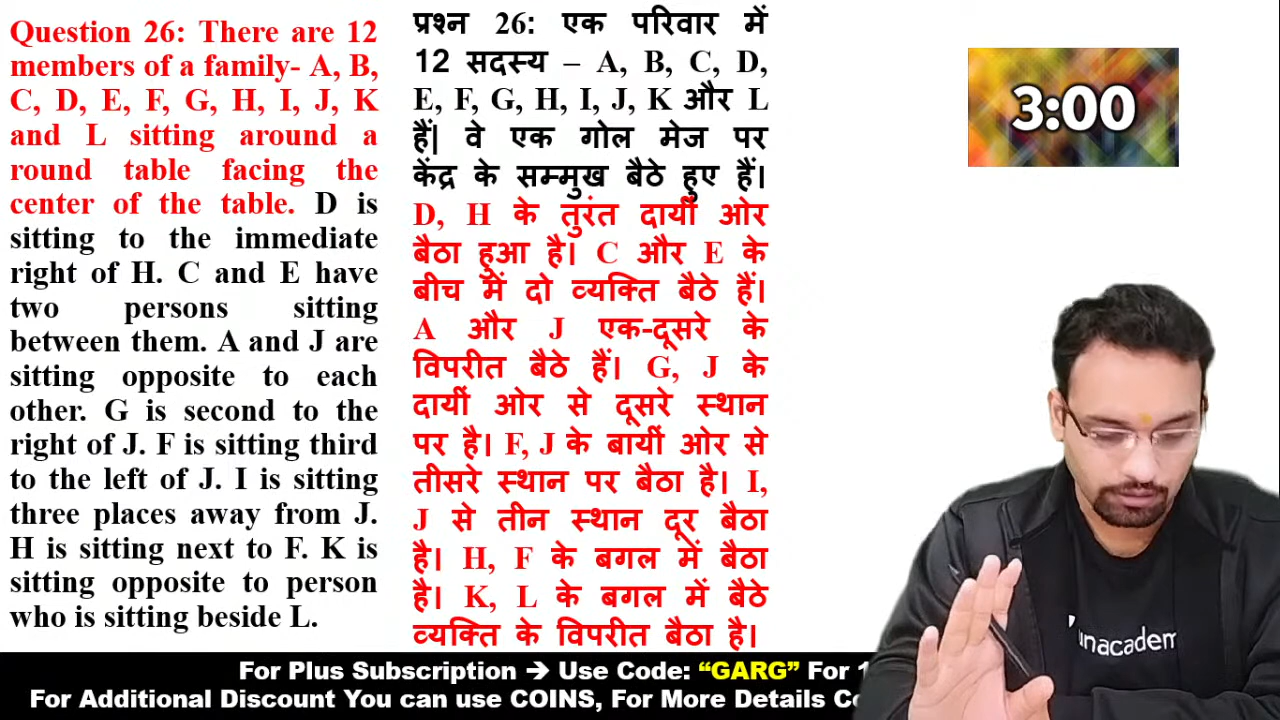 Question 26: There are 12
members of a family- A, B,
C, D, E, F, G, H, I, J, K
and L sitting around a
round table facing the
center of the table. D is
sitting to the immediate
right of H. C and E have
two persons sitting
between them. A and J are
sitting opposite to each
other. G is second to the
right of J. F is sitting third
to the left of J. I is sitting
three places away from J.
H is sitting next to F. K is
sitting opposite to person
who is sitting beside L.
प्रश्न 26: एक परिवार में
12 सदस्य – A, B, C, D,
E, F, G, H, I, J, K और L
हैं| वे एक गोल मेज पर
केंद्र के सम्मुख बैठे हुए हैं।
D, H के तुरंत दायीं ओर
बैठा हुआ है। C और E के
बीच में दो व्यक्ति बैठे हैं।
A और J एक-दूसरे के
विपरीत बैठे हैं। G, J के
दायीं ओर से दूसरे स्थान
पर है। F, J के बायीं ओर से
तीसरे स्थान पर बैठा है। I,
J से तीन स्थान दूर बैठा
है। H, F के बगल में बैठा
है। K, L के बगल में बैठे
व्यक्ति के विपरीत बैठा है।
3:00
unacadem
For Plus Subscription → Use Code: “GARG” For 1
For Additional Discount You can use COINS, For More Details Co